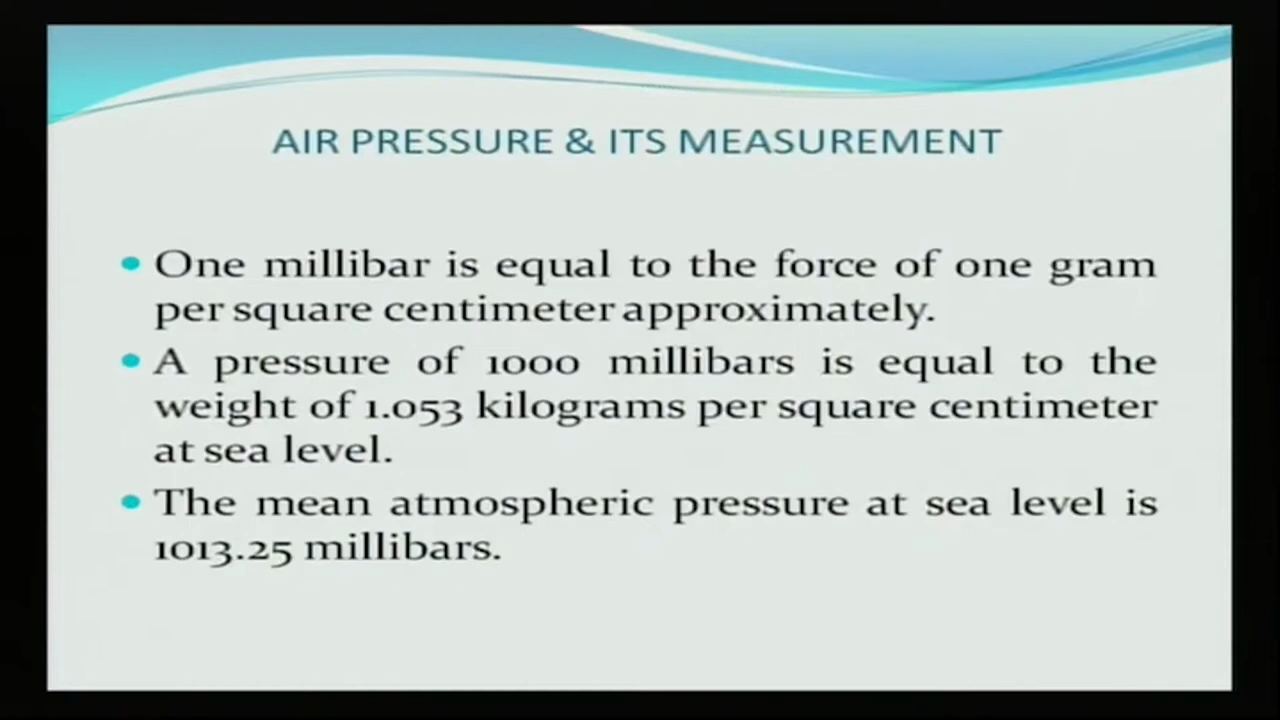 AIR PRESSURE & ITS MEASUREMENT
One millibar is equal to the force of one gram
per square centimeter approximately.
A pressure of 1000 millibars is equal to the
weight of 1.053 kilograms per square centimeter
at sea level.
The mean atmospheric pressure at sea level is
1013.25 millibars.